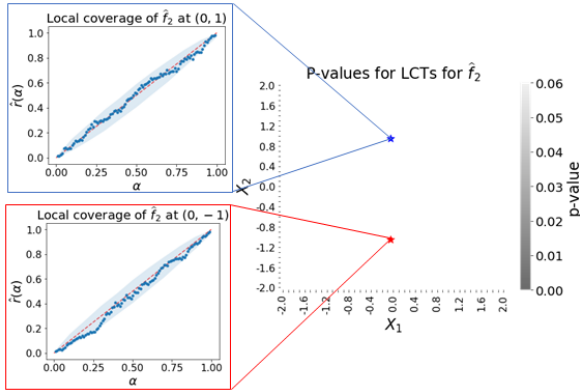 Local coverage of f̂₂ at (0, 1)
1.0
0.8
0.6
0.4
0.2
0.0
r̂(α)
0.00 0.25 0.50 0.75 1.00
α
Local coverage of f̂₂ at (0, −1)
1.0
0.8
0.6
0.4
0.2
0.0
r̂(α)
0.00 0.25 0.50 0.75 1.00
α
P-values for LCTs for f̂₂
2.0
1.6
1.2
0.8
0.4
0.0
-0.4
-0.8
-1.2
-1.6
-2.0
X₂
-2.0 -1.6 -1.2 -0.8 -0.4 0.0 0.4 0.8 1.2 1.6 2.0
X₁
0.06
0.05
0.04
0.03
0.02
0.01
0.00
p-value